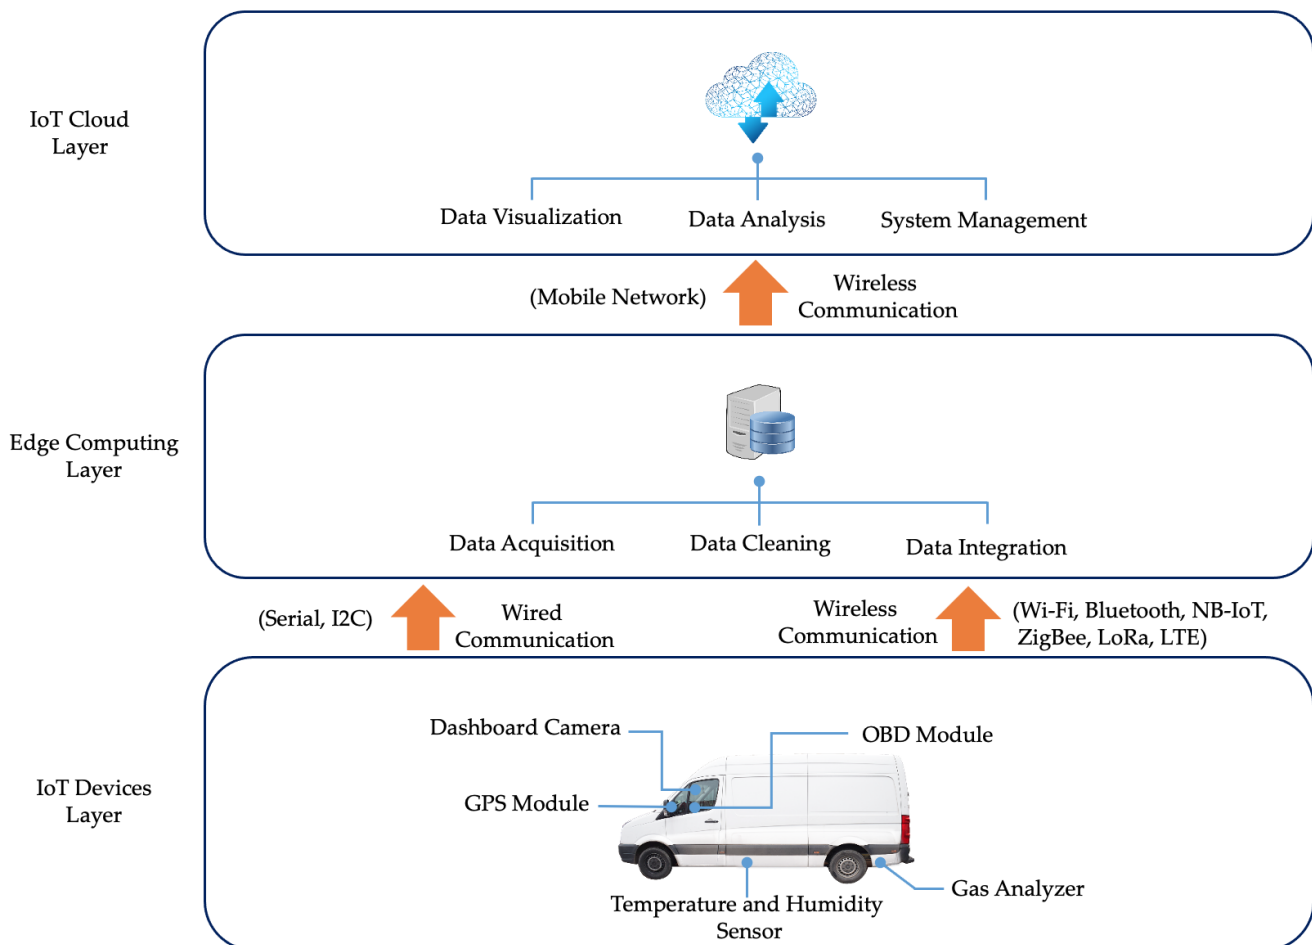 IoT Cloud
Layer
Data Visualization
Data Analysis
System Management
(Mobile Network)
Wireless
Communication
Edge Computing
Layer
Data Acquisition
Data Cleaning
Data Integration
(Serial, I2C)
Wired
Communication
Wireless
Communication
(Wi-Fi, Bluetooth, NB-IoT,
ZigBee, LoRa, LTE)
IoT Devices
Layer
Dashboard Camera
OBD Module
GPS Module
Gas Analyzer
Temperature and Humidity
Sensor